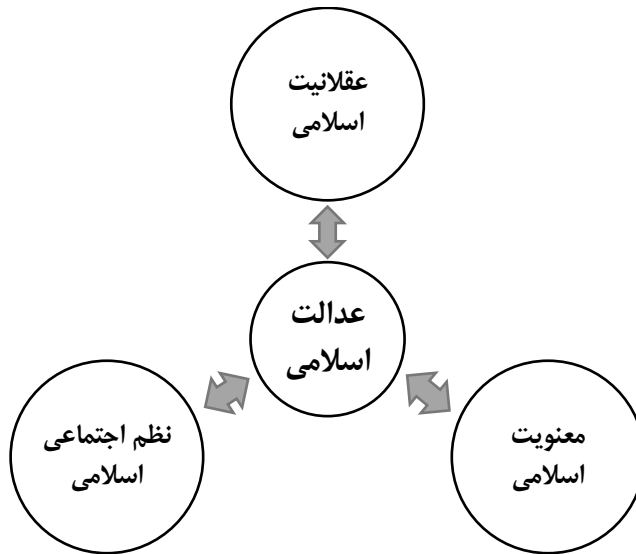 عقلانیت
اسلامی
عدالت
اسلامی
معنویت
اسلامی
نظم اجتماعی
اسلامی